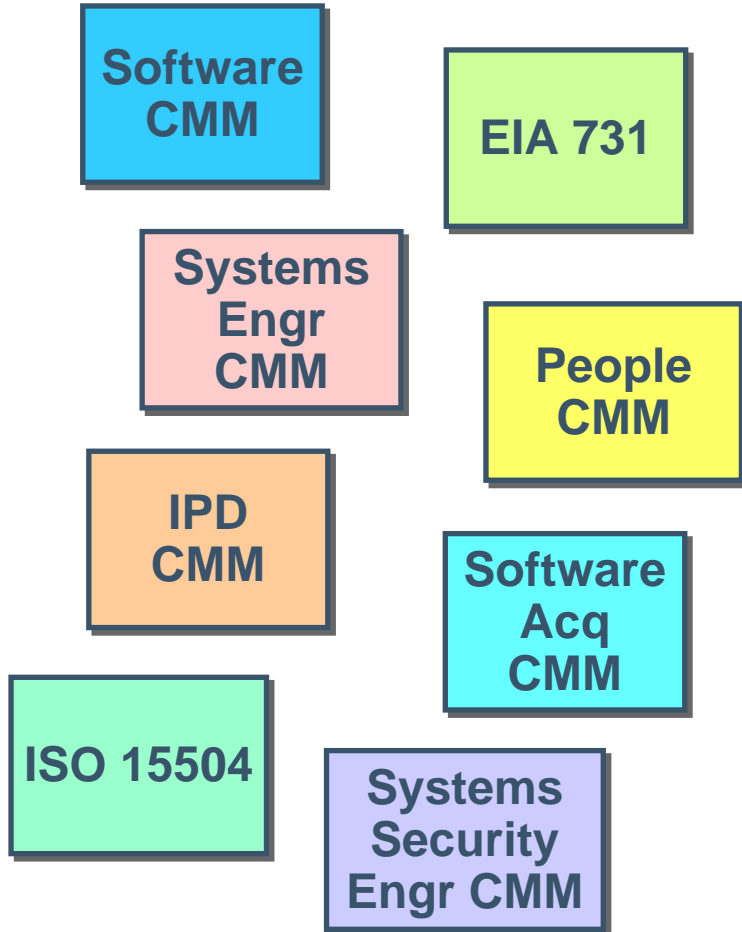 Software
CMM
EIA 731
Systems
Engr
CMM
People
CMM
IPD
CMM
Software
Acq
CMM
ISO 15504
Systems
Security
Engr CMM